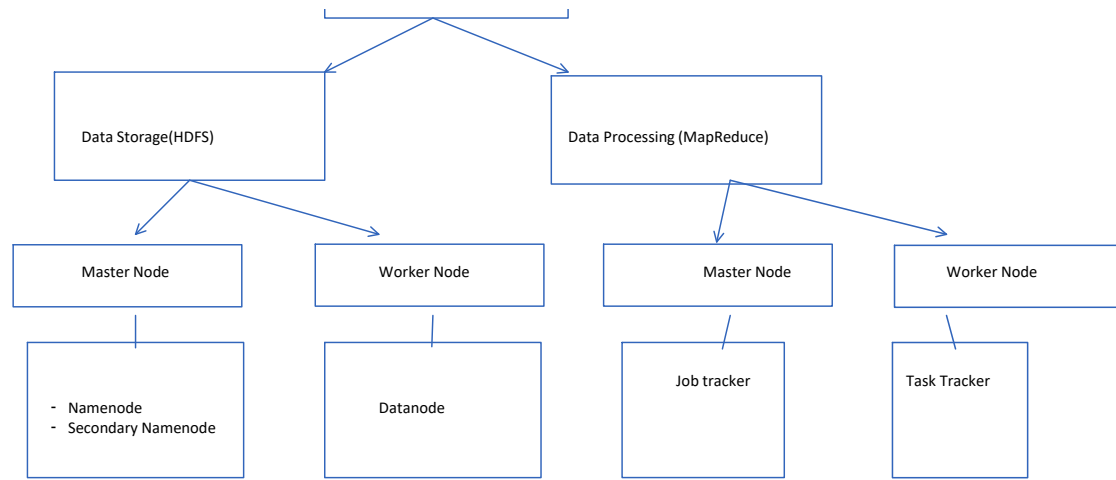 Data Storage(HDFS)
Data Processing (MapReduce)
Master Node
Worker Node
Master Node
Worker Node
- Namenode
- Secondary Namenode
Datanode
Job tracker
Task Tracker